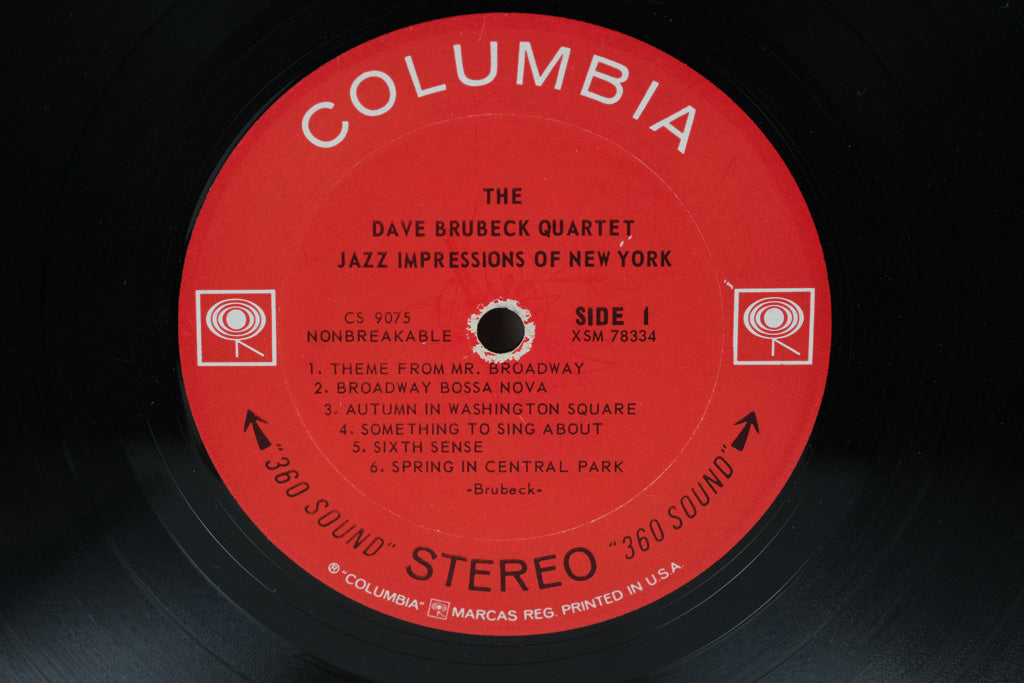 COLUMBIA
THE
DAVE BRUBECK QUARTET
JAZZ IMPRESSIONS OF NEW YORK
CS 9075
NONBREAKABLE
SIDE 1
XSM 78334
1. THEME FROM MR. BROADWAY
2. BROADWAY BOSSA NOVA
3. AUTUMN IN WASHINGTON SQUARE
4. SOMETHING TO SING ABOUT
5. SIXTH SENSE
6. SPRING IN CENTRAL PARK
-Brubeck-
"360 SOUND" STEREO "360 SOUND"
® "COLUMBIA" MARCAS REG. PRINTED IN U.S.A.